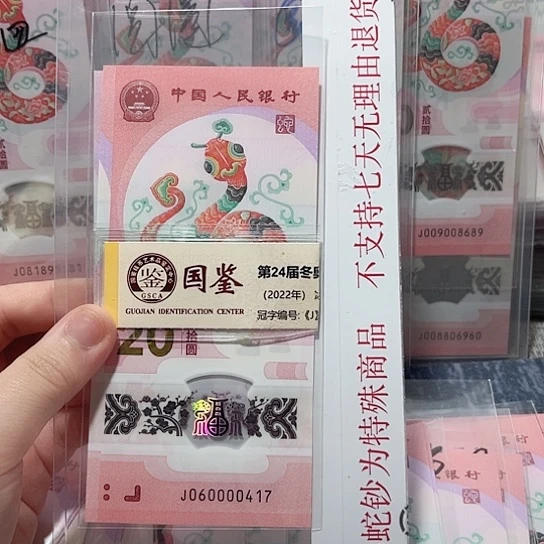 中国人民银行
国鉴
GSCA
GUOJIAN IDENTIFICATION CENTER
第24届冬
(2022年)
冠字编号:《J
20
拾圆
福
J060000417
蛇钞为特殊商品 不支持七天无理由退货
贰拾圆
J009008689
J008806960